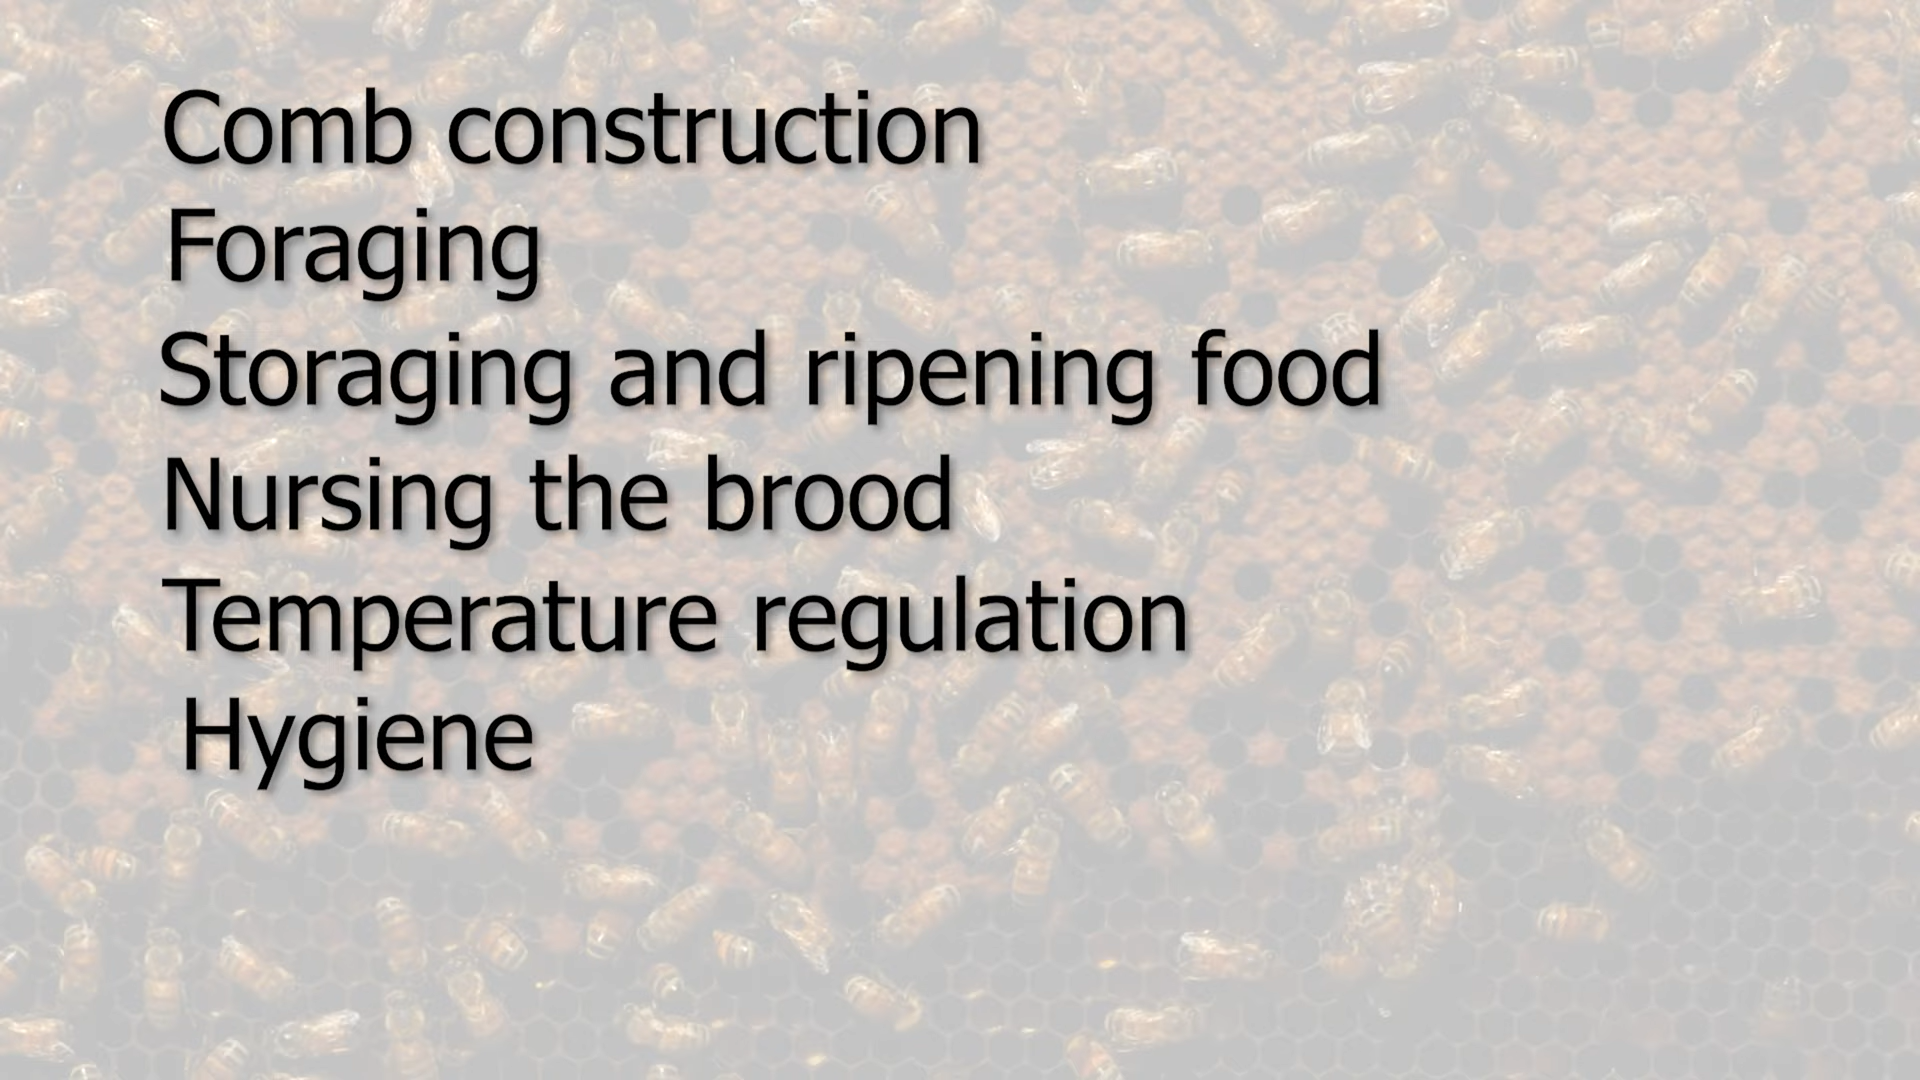 Comb construction
Foraging
Storaging and ripening food
Nursing the brood
Temperature regulation
Hygiene